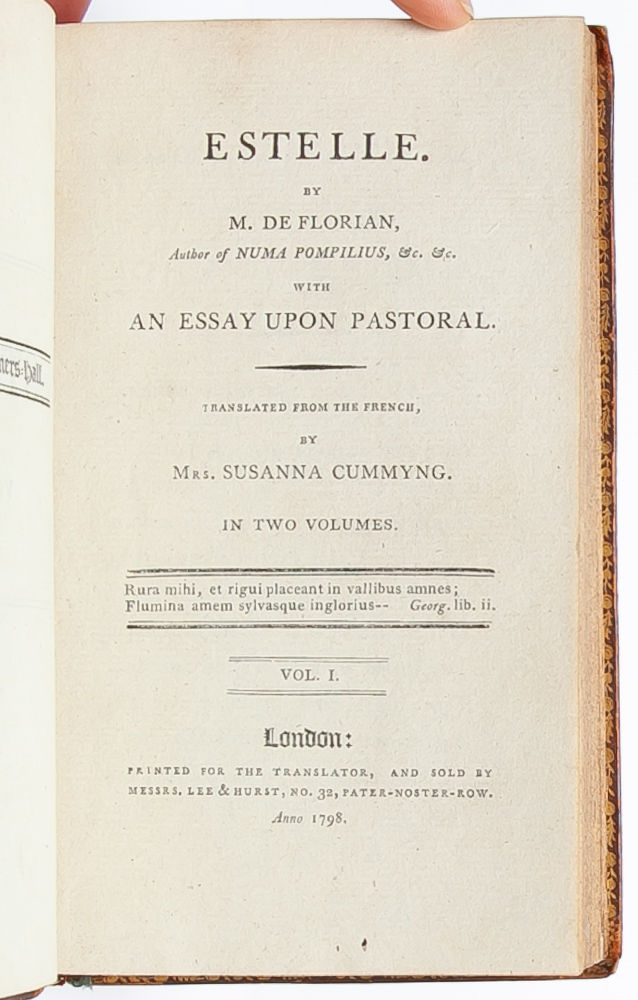 ners-Hall.
ESTELLE.
BY
M. DE FLORIAN,
Author of NUMA POMPILIUS, &c. &c.
WITH
AN ESSAY UPON PASTORAL.
TRANSLATED FROM THE FRENCH,
BY
MRS. SUSANNA CUMMYNG.
IN TWO VOLUMES.
Rura mihi, et rigui placeant in vallibus amnes;
Flumina amem sylvasque inglorius-- Georg. lib. ii.
VOL. I.
London:
PRINTED FOR THE TRANSLATOR, AND SOLD BY
MESSRS. LEE & HURST, NO. 32, PATER-NOSTER-ROW.
Anno 1798.